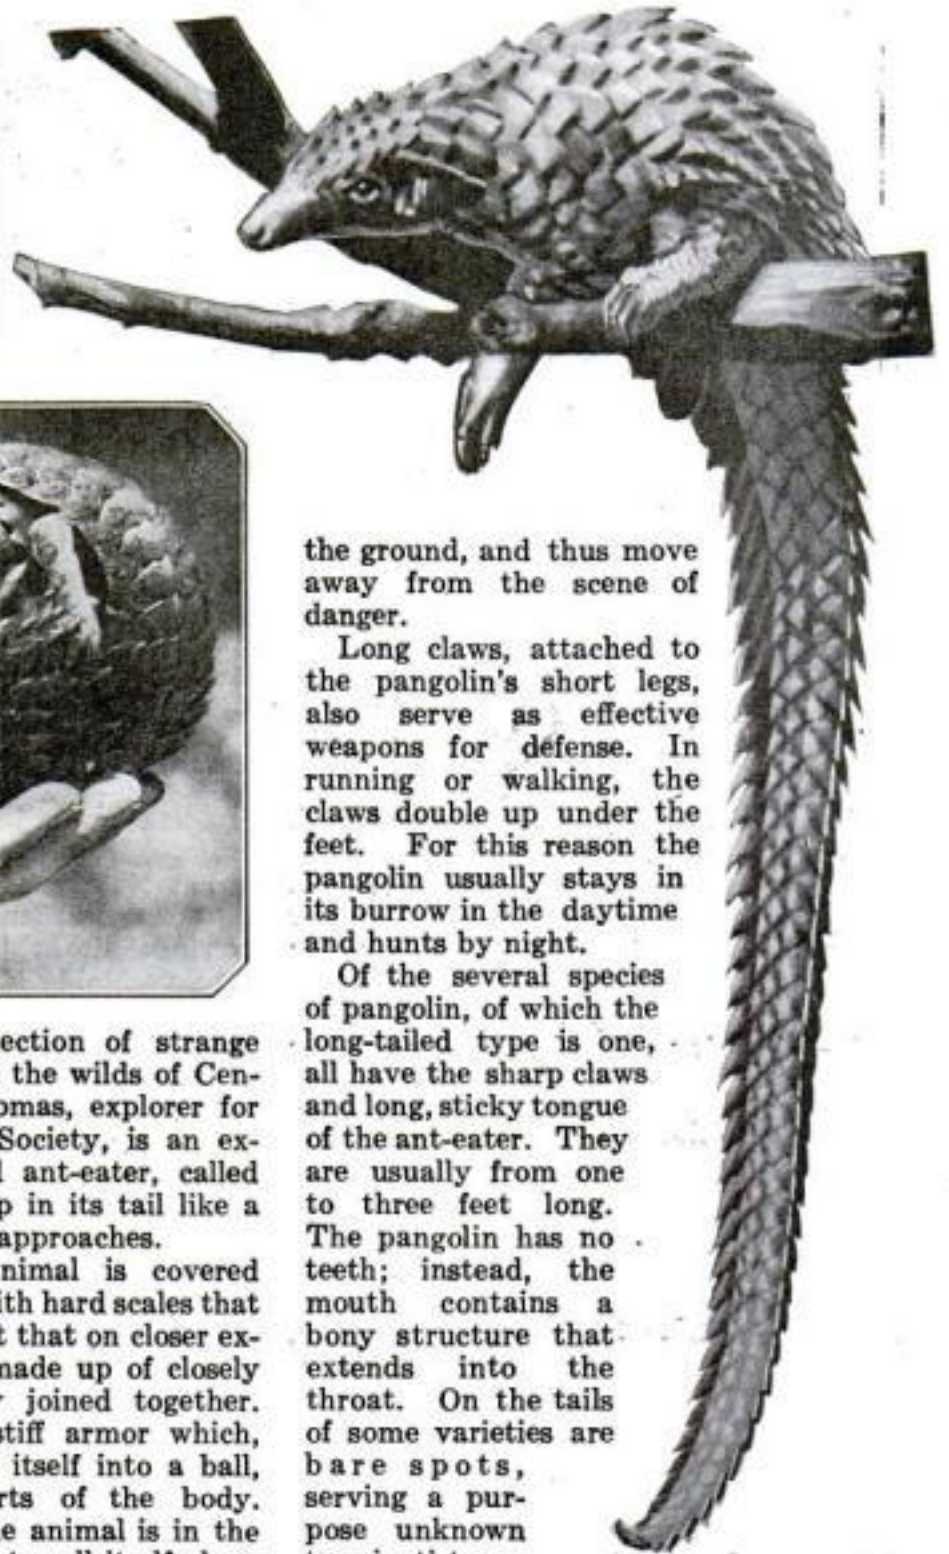 ection of strange
the wilds of Cen-
omas, explorer for
Society, is an ex-
l ant-eater, called
p in its tail like a
approaches.
nimal is covered
ith hard scales that
t that on closer ex-
made up of closely
y joined together.
stiff armor which,
itself into a ball,
rts of the body.
e animal is in the
the ground, and thus move
away from the scene of
danger.
Long claws, attached to
the pangolin's short legs,
also serve as effective
weapons for defense. In
running or walking, the
claws double up under the
feet. For this reason the
pangolin usually stays in
its burrow in the daytime
and hunts by night.
Of the several species
of pangolin, of which the
long-tailed type is one,
all have the sharp claws
and long, sticky tongue
of the ant-eater. They
are usually from one
to three feet long.
The pangolin has no
teeth; instead, the
mouth contains a
bony structure that
extends into the
throat. On the tails
of some varieties are
bare spots,
serving a pur-
pose unknown